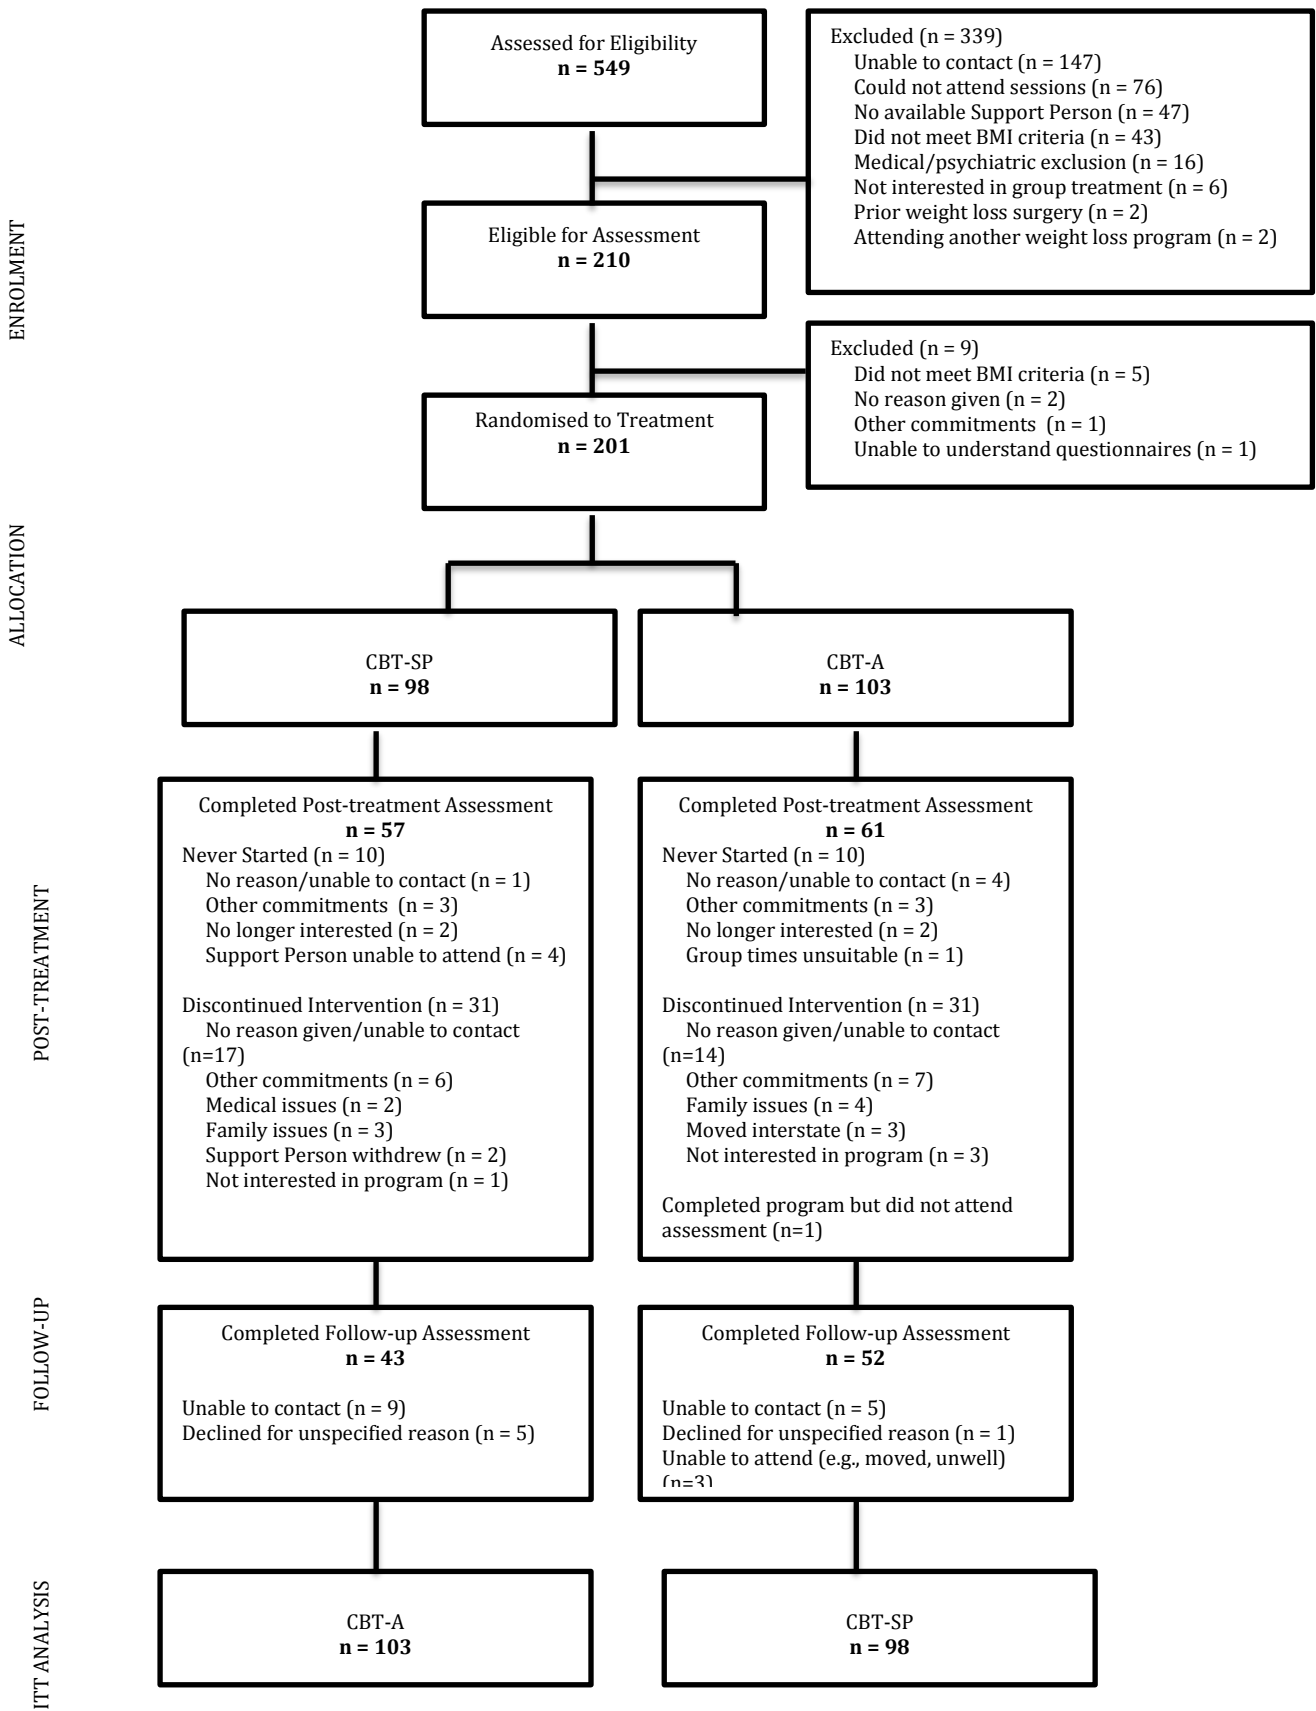 Assessed for Eligibility
n = 549
Excluded (n = 339)
Unable to contact (n = 147)
Could not attend sessions (n = 76)
No available Support Person (n = 47)
Did not meet BMI criteria (n = 43)
Medical/psychiatric exclusion (n = 16)
Not interested in group treatment (n = 6)
Prior weight loss surgery (n = 2)
Attending another weight loss program (n = 2)
ENROLMENT
Eligible for Assessment
n = 210
Excluded (n = 9)
Did not meet BMI criteria (n = 5)
No reason given (n = 2)
Other commitments (n = 1)
Unable to understand questionnaires (n = 1)
Randomised to Treatment
n = 201
ALLOCATION
CBT-SP
n = 98
CBT-A
n = 103
POST-TREATMENT
Completed Post-treatment Assessment
n = 57
Never Started (n = 10)
No reason/unable to contact (n = 1)
Other commitments (n = 3)
No longer interested (n = 2)
Support Person unable to attend (n = 4)
Discontinued Intervention (n = 31)
No reason given/unable to contact
(n=17)
Other commitments (n = 6)
Medical issues (n = 2)
Family issues (n = 3)
Support Person withdrew (n = 2)
Not interested in program (n = 1)
Completed Post-treatment Assessment
n = 61
Never Started (n = 10)
No reason/unable to contact (n = 4)
Other commitments (n = 3)
No longer interested (n = 2)
Group times unsuitable (n = 1)
Discontinued Intervention (n = 31)
No reason given/unable to contact
(n=14)
Other commitments (n = 7)
Family issues (n = 4)
Moved interstate (n = 3)
Not interested in program (n = 3)
Completed program but did not attend
assessment (n=1)
FOLLOW-UP
Completed Follow-up Assessment
n = 43
Unable to contact (n = 9)
Declined for unspecified reason (n = 5)
Completed Follow-up Assessment
n = 52
Unable to contact (n = 5)
Declined for unspecified reason (n = 1)
Unable to attend (e.g., moved, unwell)
(n=3)
ITT ANALYSIS
CBT-A
n = 103
CBT-SP
n = 98